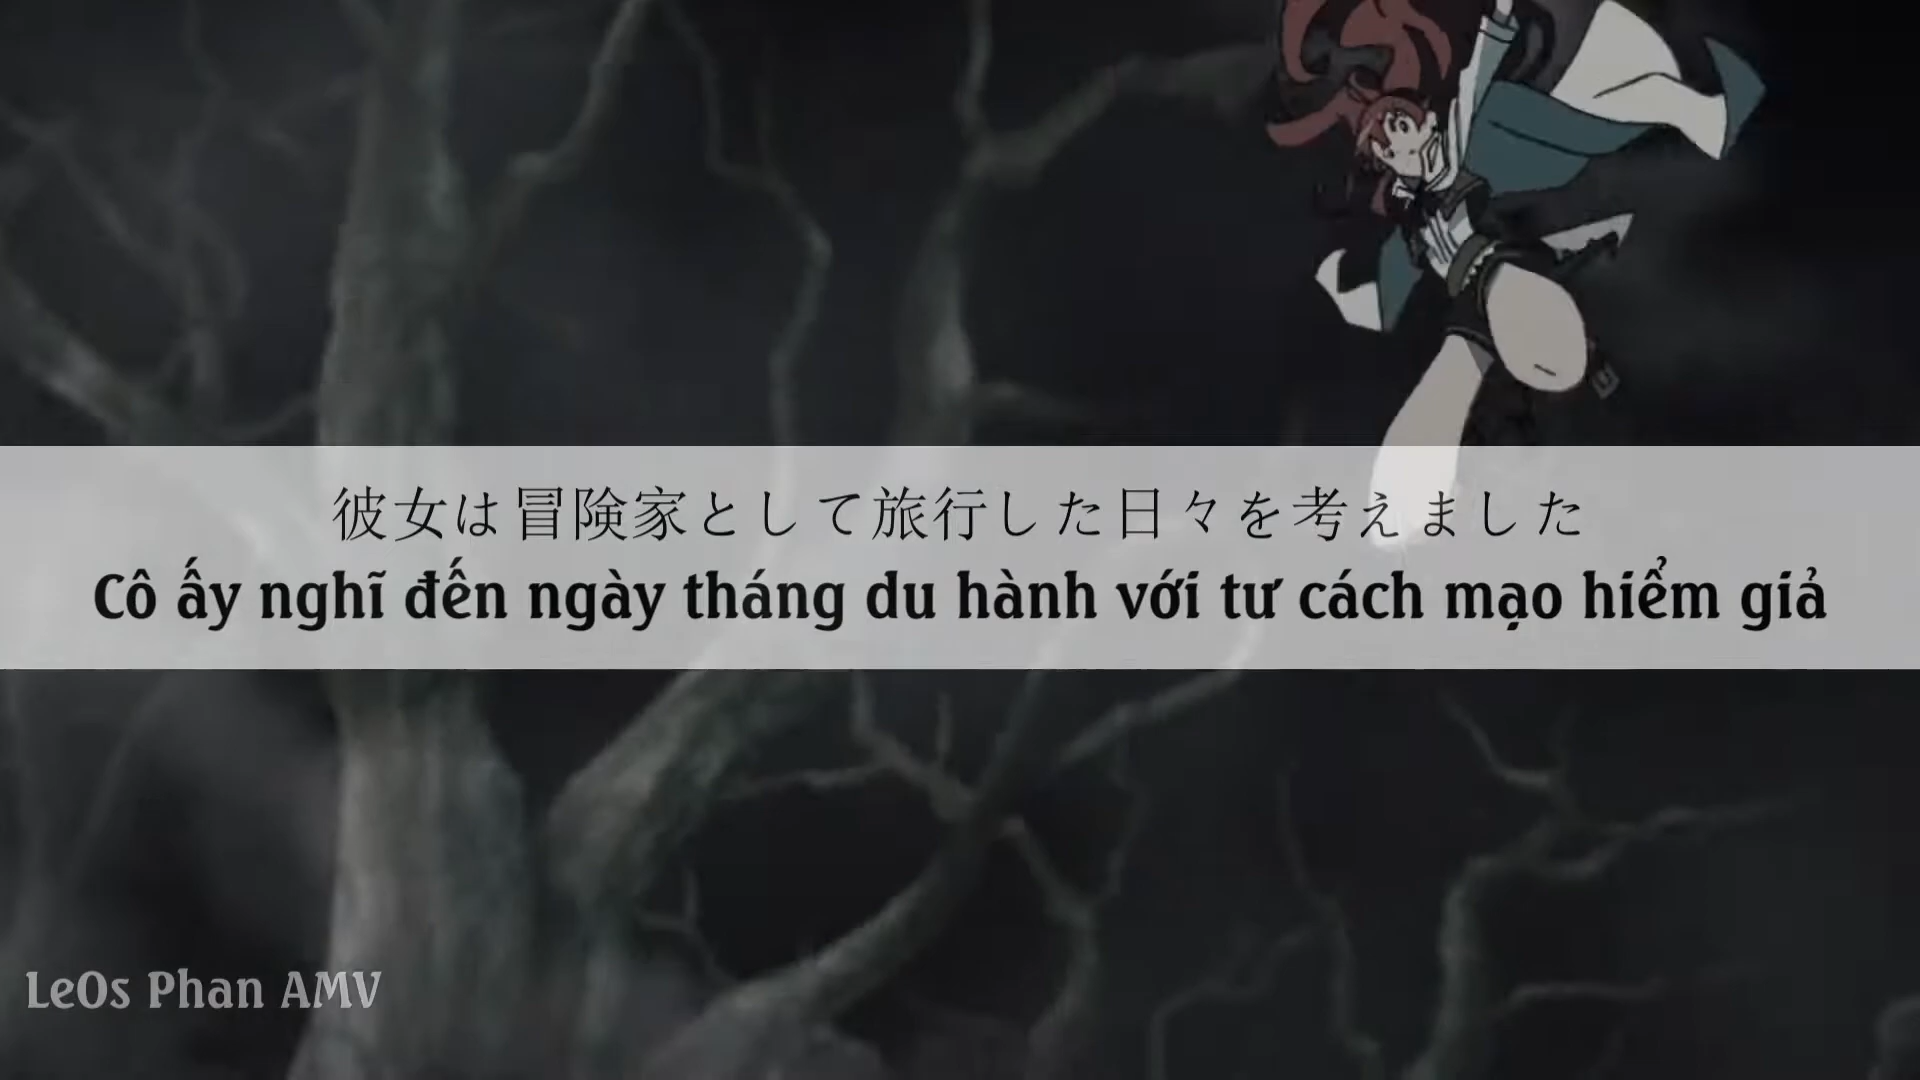 彼女は冒険家として旅行した日々を考えました
Cô ấy nghĩ đến ngày tháng du hành với tư cách mạo hiểm giả
LeOs Phan AMV